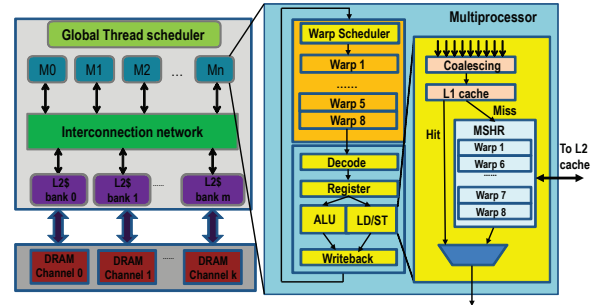 Global Thread scheduler
M0 M1 M2 ... Mn
Interconnection network
L2$ bank 0
L2$ bank 1
......
L2$ bank m
DRAM Channel 0
DRAM Channel 1
......
DRAM Channel k
Multiprocessor
Warp Scheduler
Warp 1
......
Warp 5
Warp 8
Decode
Register
ALU
LD/ST
Writeback
Coalescing
L1 cache
Miss
Hit
MSHR
Warp 1
Warp 6
......
Warp 7
Warp 8
To L2
cache